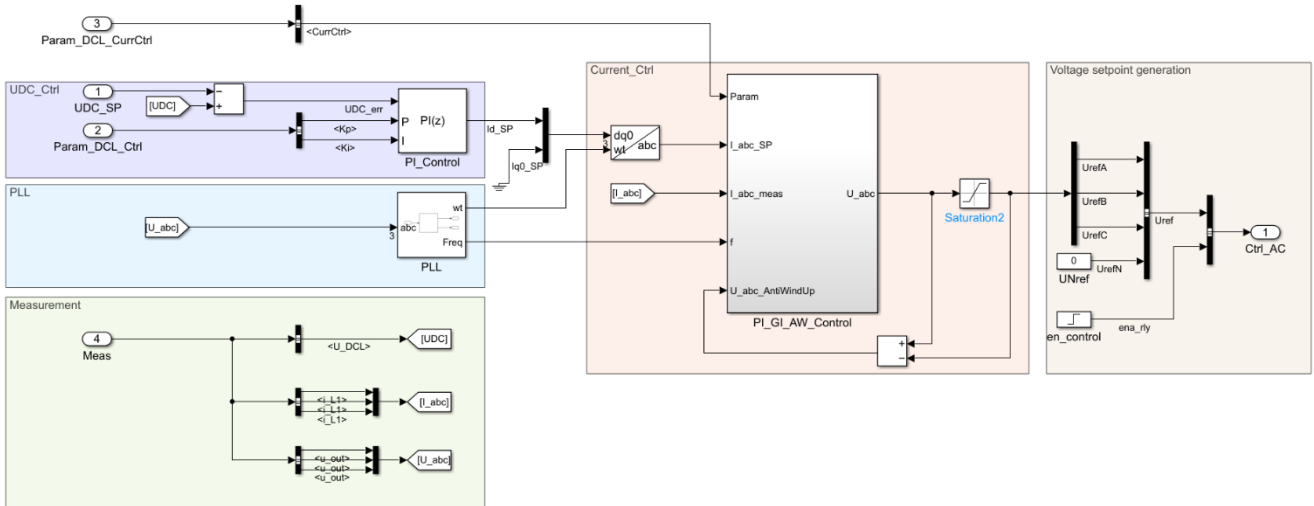 3
Param_DCL_CurrCtrl
<CurrCtrl>
UDC_Ctrl
1
UDC_SP
[UDC]
−
+
2
Param_DCL_Ctrl
UDC_err
<Kp>
<Ki>
P
I
PI(z)
PI_Control
Id_SP
Iq0_SP
dq0
wt
abc
3
PLL
[U_abc]
3
abc
wt
Freq
PLL
Measurement
4
Meas
<U_DCL>
[UDC]
<i_L1>
<i_L1>
<i_L1>
[I_abc]
<u_out>
<u_out>
<u_out>
[U_abc]
Current_Ctrl
Param
I_abc_SP
[I_abc]
I_abc_meas
f
U_abc_AntiWindUp
U_abc
PI_GI_AW_Control
Saturation2
+
−
Voltage setpoint generation
UrefA
UrefB
UrefC
0
UrefN
UNref
Uref
en_control
ena_rly
1
Ctrl_AC